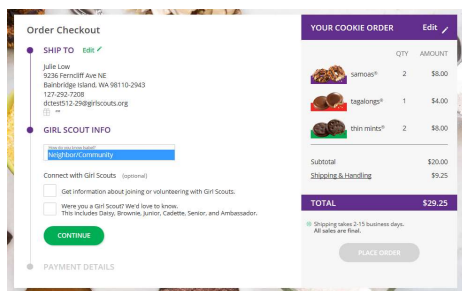 Order Checkout
SHIP TO Edit
Julie Low
9236 Ferncliff Ave NE
Bainbridge Island, WA 98110-2943
127-292-7208
dctest512-29@girlscouts.org
GIRL SCOUT INFO
How do you know Isabel?
Neighbor/Community
Connect with Girl Scouts (optional)
Get information about joining or volunteering with Girl Scouts.
Were you a Girl Scout? We'd love to know.
This includes Daisy, Brownie, Junior, Cadette, Senior, and Ambassador.
CONTINUE
PAYMENT DETAILS
YOUR COOKIE ORDER Edit
QTY AMOUNT
samoas® 2 $8.00
tagalongs® 1 $4.00
thin mints® 2 $8.00
Subtotal $20.00
Shipping & Handling $9.25
TOTAL $29.25
Shipping takes 2-15 business days.
All sales are final.
PLACE ORDER